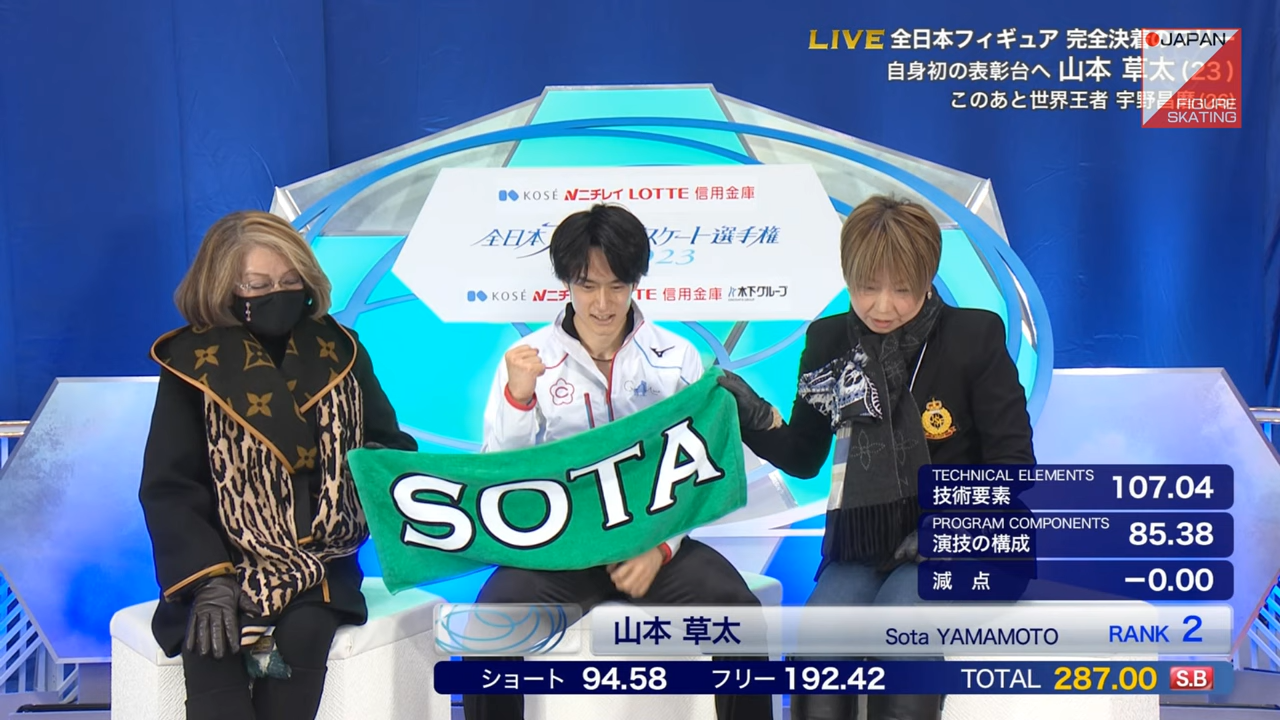 LIVE 全日本フィギュア 完全決着
JAPAN
自身初の表彰台へ 山本 草太(23)
このあと世界王者 宇野昌磨
FIGURE
SKATING
KOSÉ ニチレイ LOTTE 信用金庫
全日本 スケート選手権
023
KOSÉ ニチ TE 信用金庫 木下グループ
SOTA
TECHNICAL ELEMENTS
技術要素 107.04
PROGRAM COMPONENTS
演技の構成 85.38
減 点 −0.00
山本 草太 Sota YAMAMOTO RANK 2
ショート 94.58 フリー 192.42 TOTAL 287.00 S.B